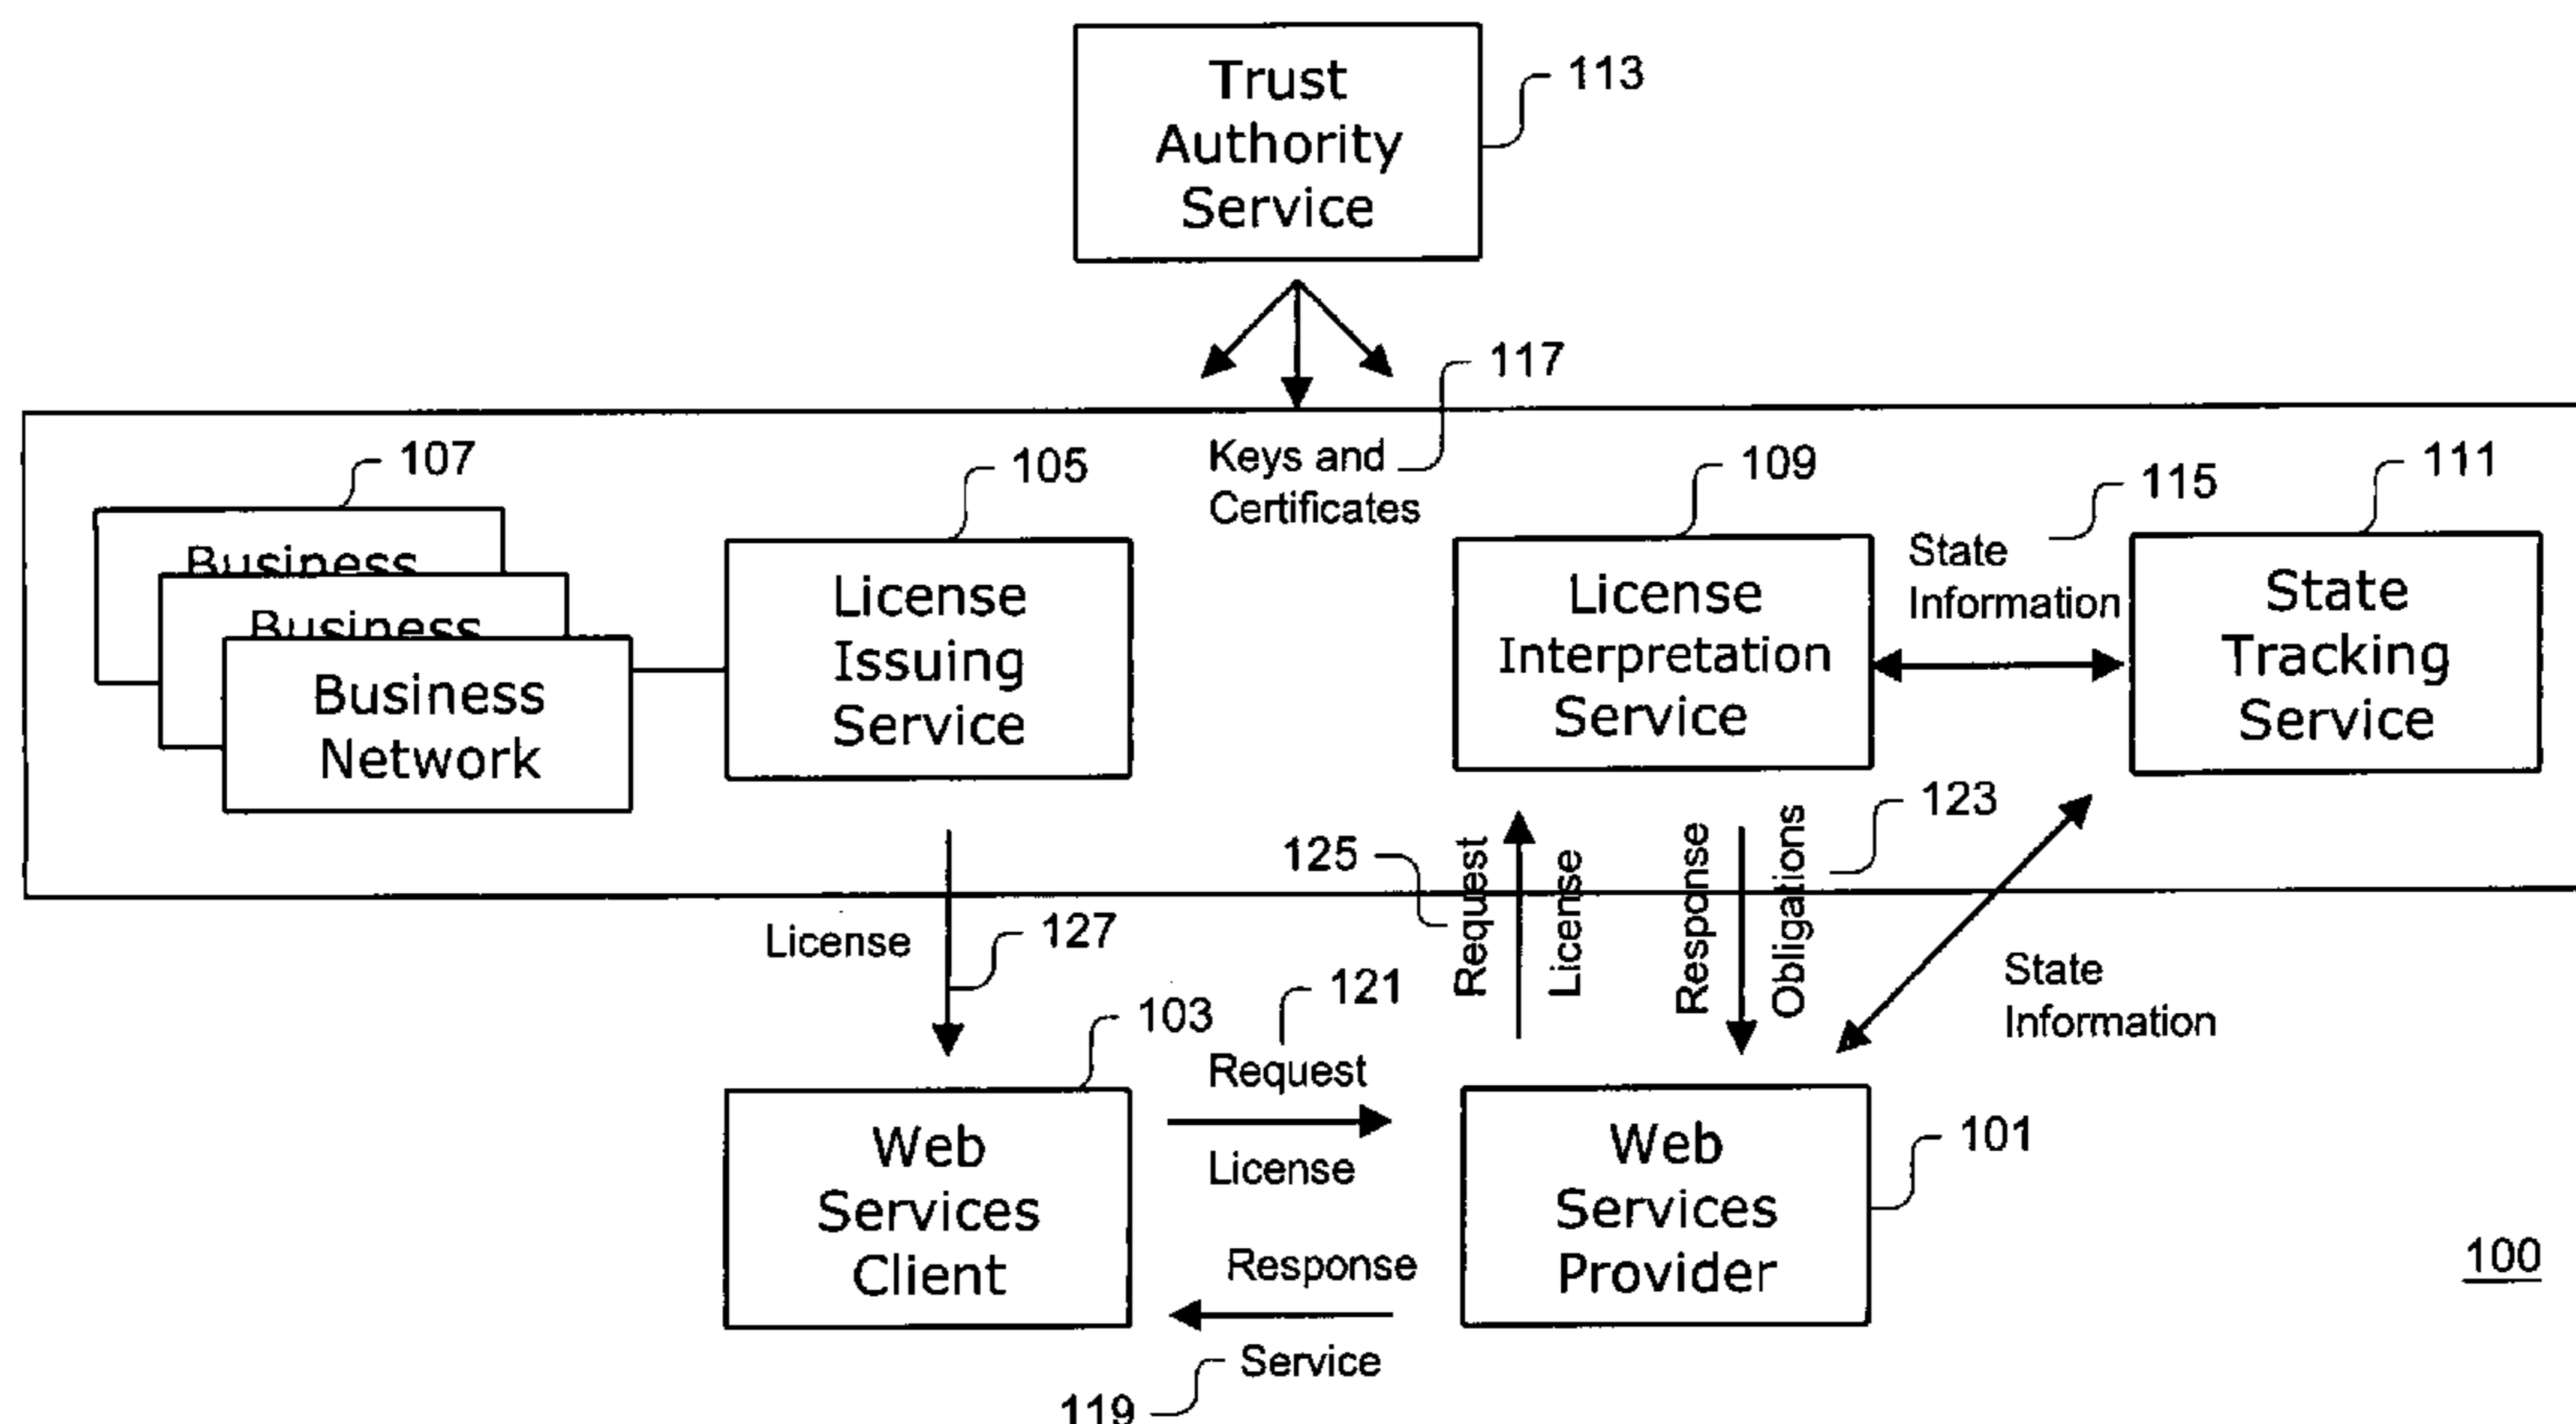 Trust
Authority
Service
113
117
Keys and
Certificates
107
Business
Business
Business
Network
105
License
Issuing
Service
109
License
Interpretation
Service
115
State
Information
111
State
Tracking
Service
125
Request
License
Response
Obligations
123
License
127
State
Information
103
Web
Services
Client
121
Request
License
Response
Service
119
Web
Services
Provider
101
100